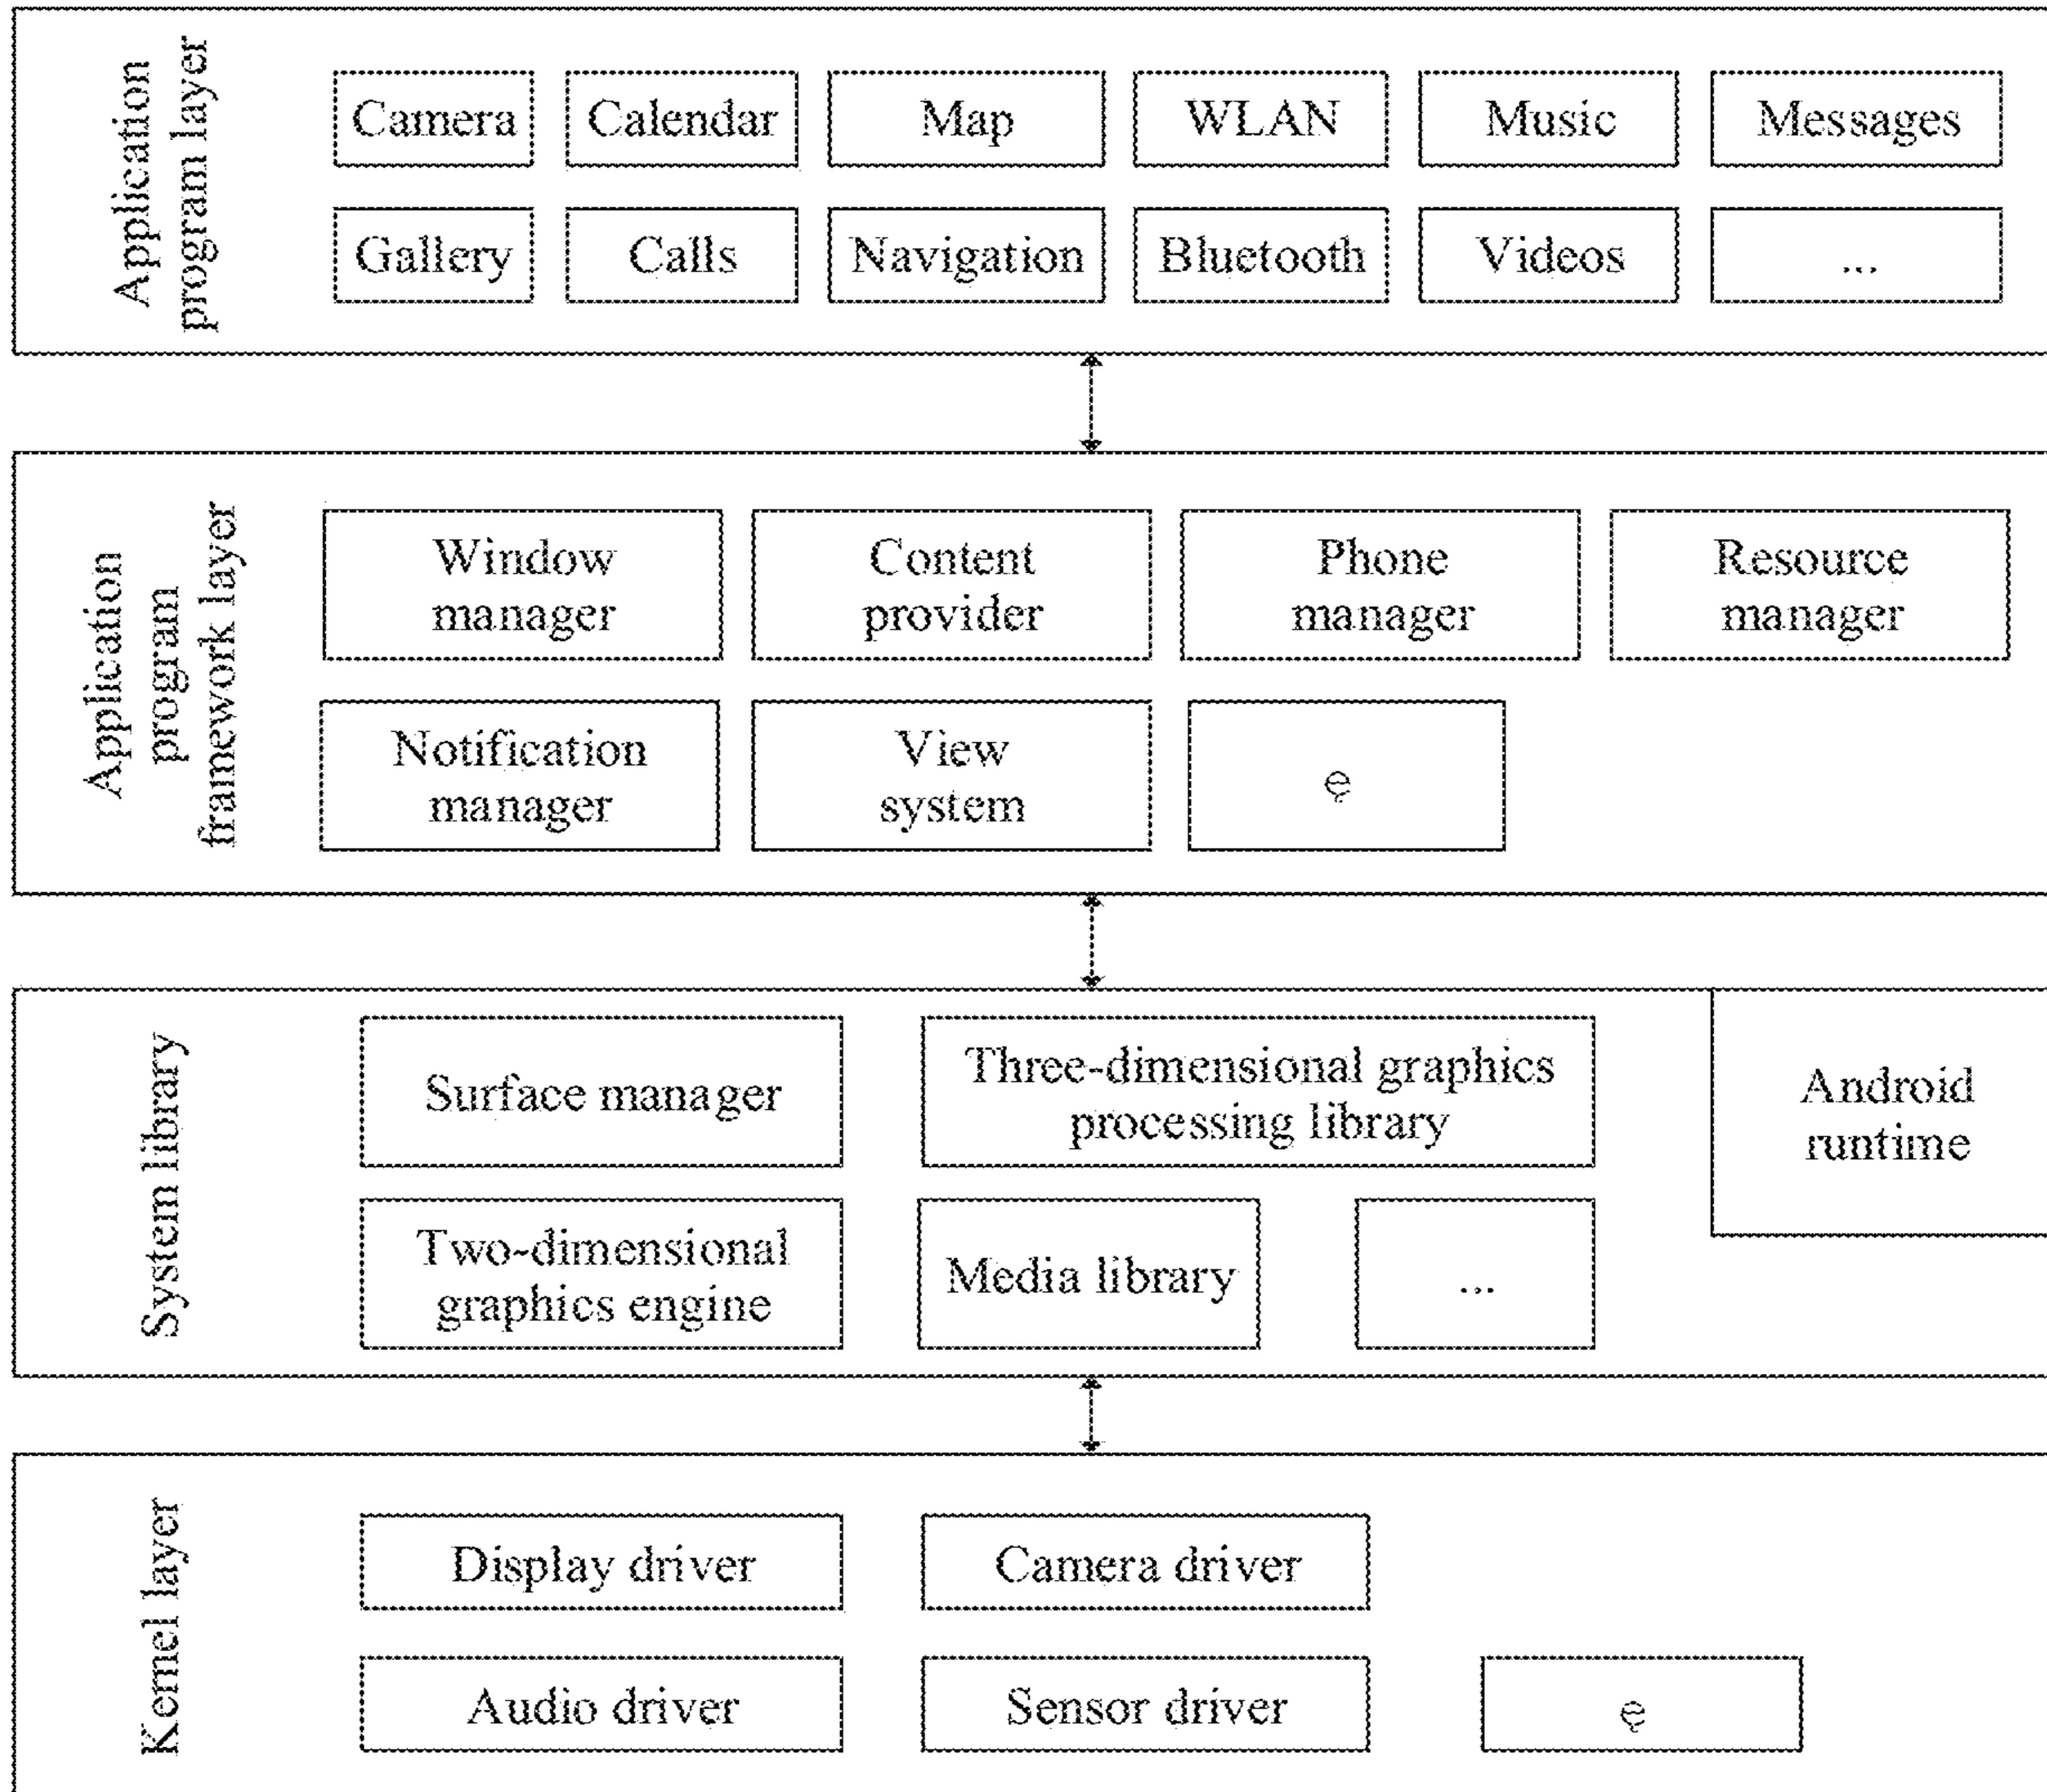 Application
program layer
Camera
Calendar
Map
WLAN
Music
Messages
Gallery
Calls
Navigation
Bluetooth
Videos
...
Application
program
framework layer
Window
manager
Content
provider
Phone
manager
Resource
manager
Notification
manager
View
system
System library
Surface manager
Three-dimensional graphics
processing library
Android
runtime
Two-dimensional
graphics engine
Media library
...
Kernel layer
Display driver
Camera driver
Audio driver
Sensor driver